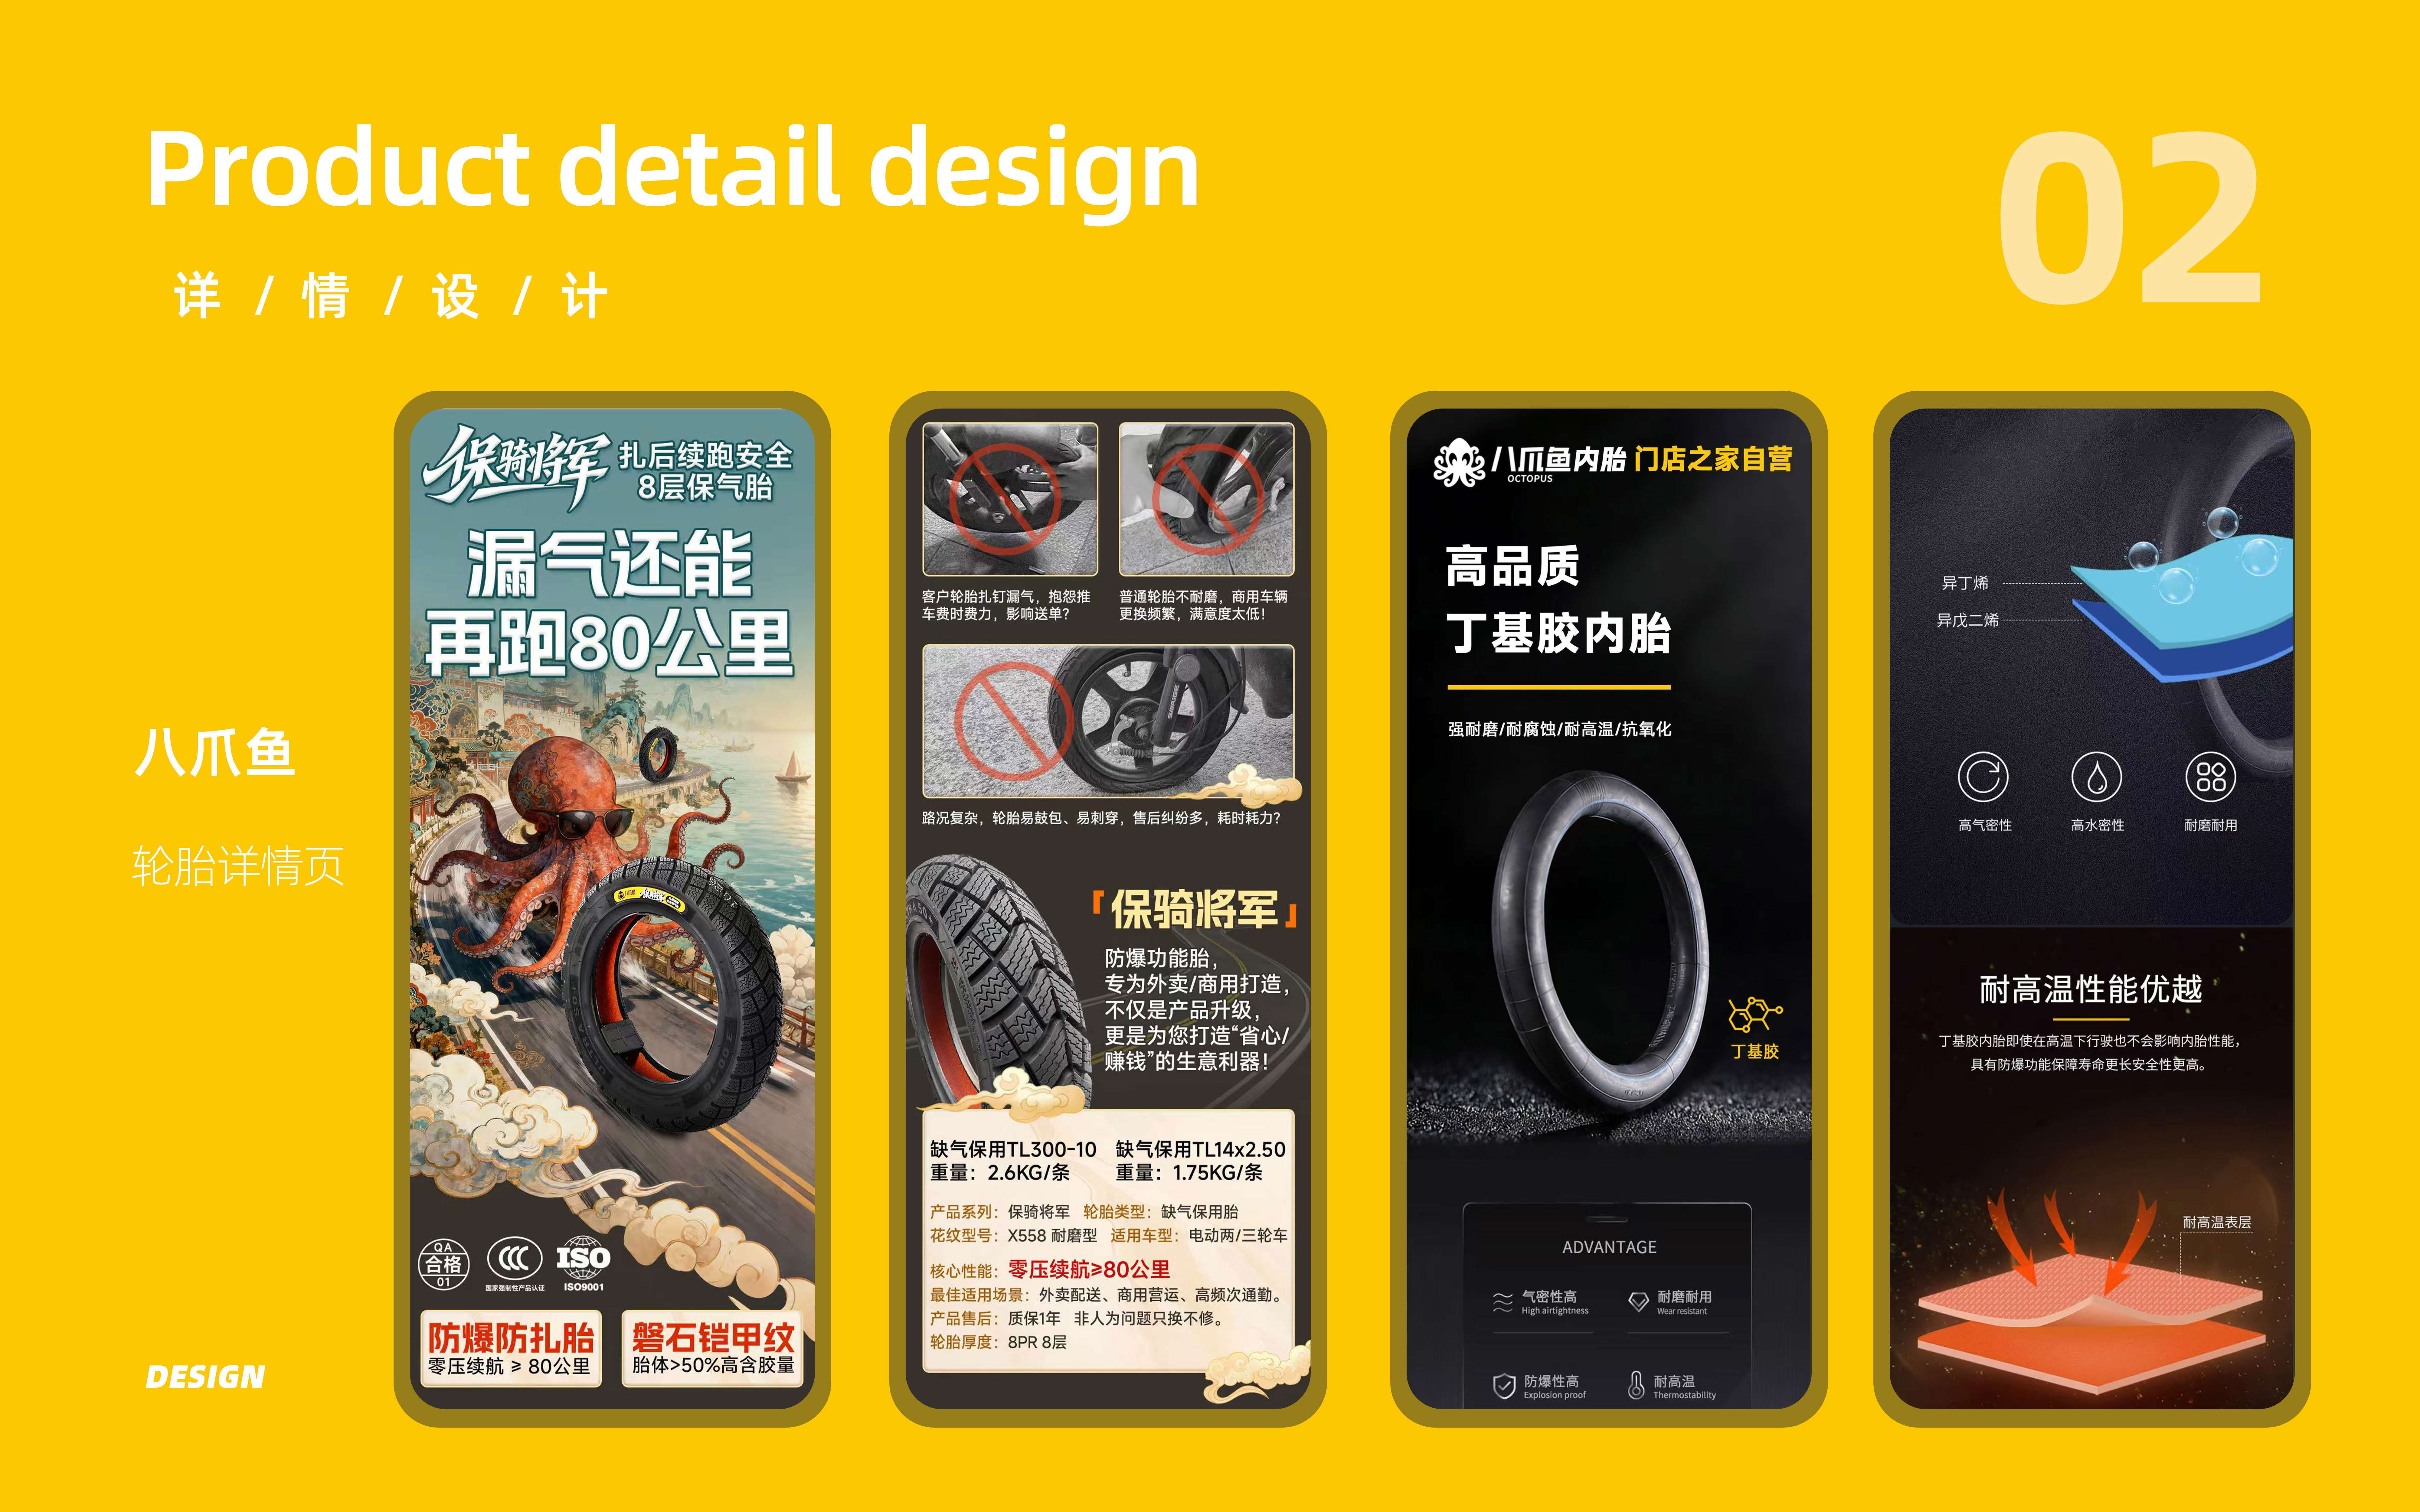 Product detail design
02
详 / 情 / 设 / 计
八爪鱼
轮胎详情页
DESIGN
保骑将军
扎后续跑安全
8层保气胎
漏气还能
再跑80公里
QA
合格
01
CCC
国家强制性产品认证
ISO
ISO9001
防爆防扎胎
零压续航 ≥ 80公里
磐石铠甲纹
胎体>50%高含胶量
客户轮胎扎钉漏气，抱怨推
车费时费力，影响送单？
普通轮胎不耐磨，商用车辆
更换频繁，满意度太低！
路况复杂，轮胎易鼓包、易刺穿，售后纠纷多，耗时耗力？
「保骑将军」
防爆功能胎，
专为外卖/商用打造，
不仅是产品升级，
更是为您打造“省心/
赚钱”的生意利器！
缺气保用TL300-10
重量：2.6KG/条
缺气保用TL14x2.50
重量：1.75KG/条
产品系列：保骑将军 轮胎类型：缺气保用胎
花纹型号：X558 耐磨型 适用车型：电动两/三轮车
核心性能：零压续航≥80公里
最佳适用场景：外卖配送、商用营运、高频次通勤。
产品售后：质保1年 非人为问题只换不修。
轮胎厚度：8PR 8层
八爪鱼内胎 门店之家自营
OCTOPUS
高品质
丁基胶内胎
强耐磨/耐腐蚀/耐高温/抗氧化
丁基胶
ADVANTAGE
气密性高
High airtightness
耐磨耐用
Wear resistant
防爆性高
Explosion proof
耐高温
Thermostability
异丁烯
异戊二烯
高气密性
高水密性
耐磨耐用
耐高温性能优越
丁基胶内胎即使在高温下行驶也不会影响内胎性能，
具有防爆功能保障寿命更长安全性更高。
耐高温表层